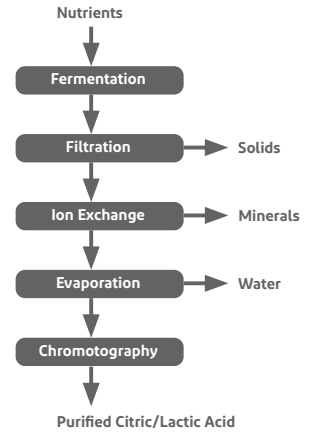 Nutrients
Fermentation
Filtration
Solids
Ion Exchange
Minerals
Evaporation
Water
Chromotography
Purified Citric/Lactic Acid